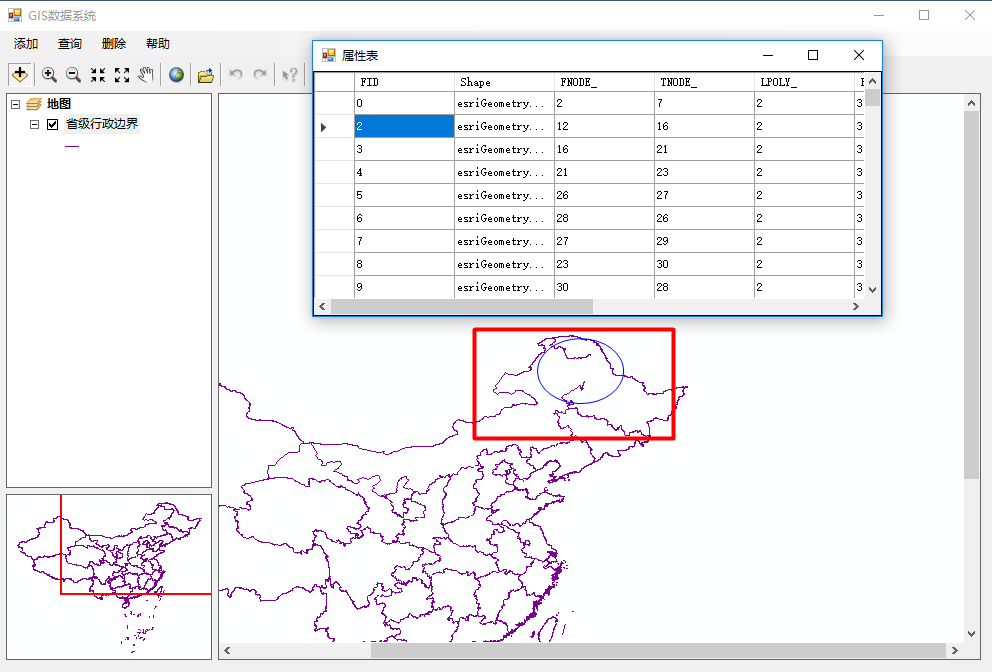 GIS数据系统
添加 查询 删除 帮助
地图
省级行政边界
属性表
FID Shape FNODE_ TNODE_ LPOLY_
0 esriGeometry... 2 7 2 3
2 esriGeometry... 12 16 2 3
3 esriGeometry... 16 21 2 3
4 esriGeometry... 21 23 2 3
5 esriGeometry... 26 27 2 3
6 esriGeometry... 28 26 2 3
7 esriGeometry... 27 29 2 3
8 esriGeometry... 23 30 2 3
9 esriGeometry... 30 28 2 3